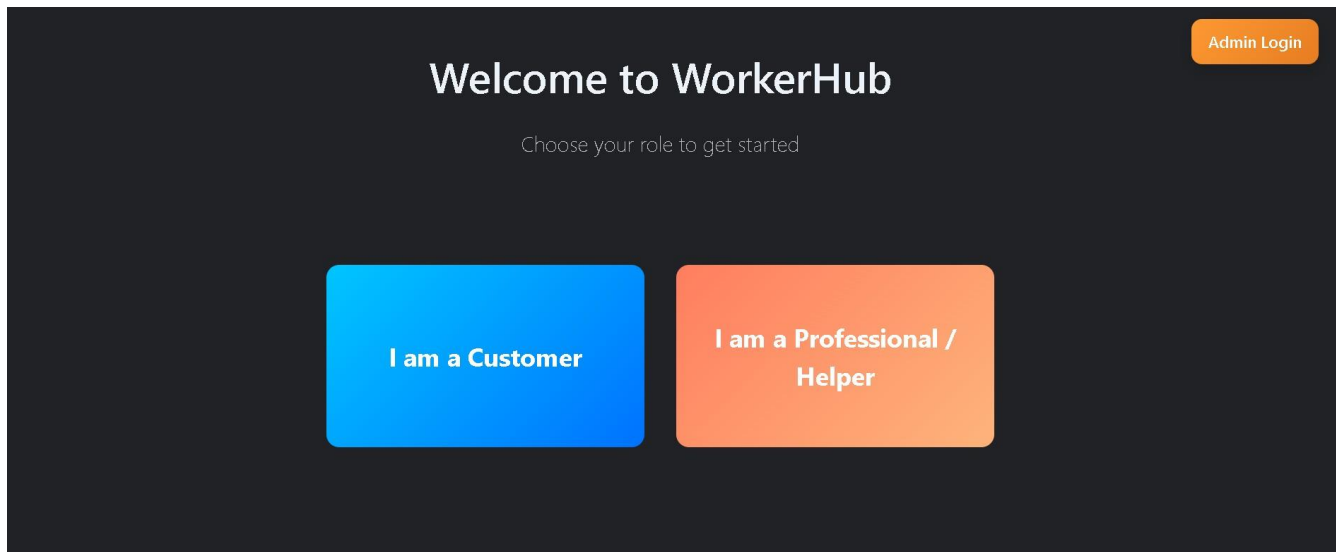 Admin Login
Welcome to WorkerHub
Choose your role to get started
I am a Customer
I am a Professional /
Helper